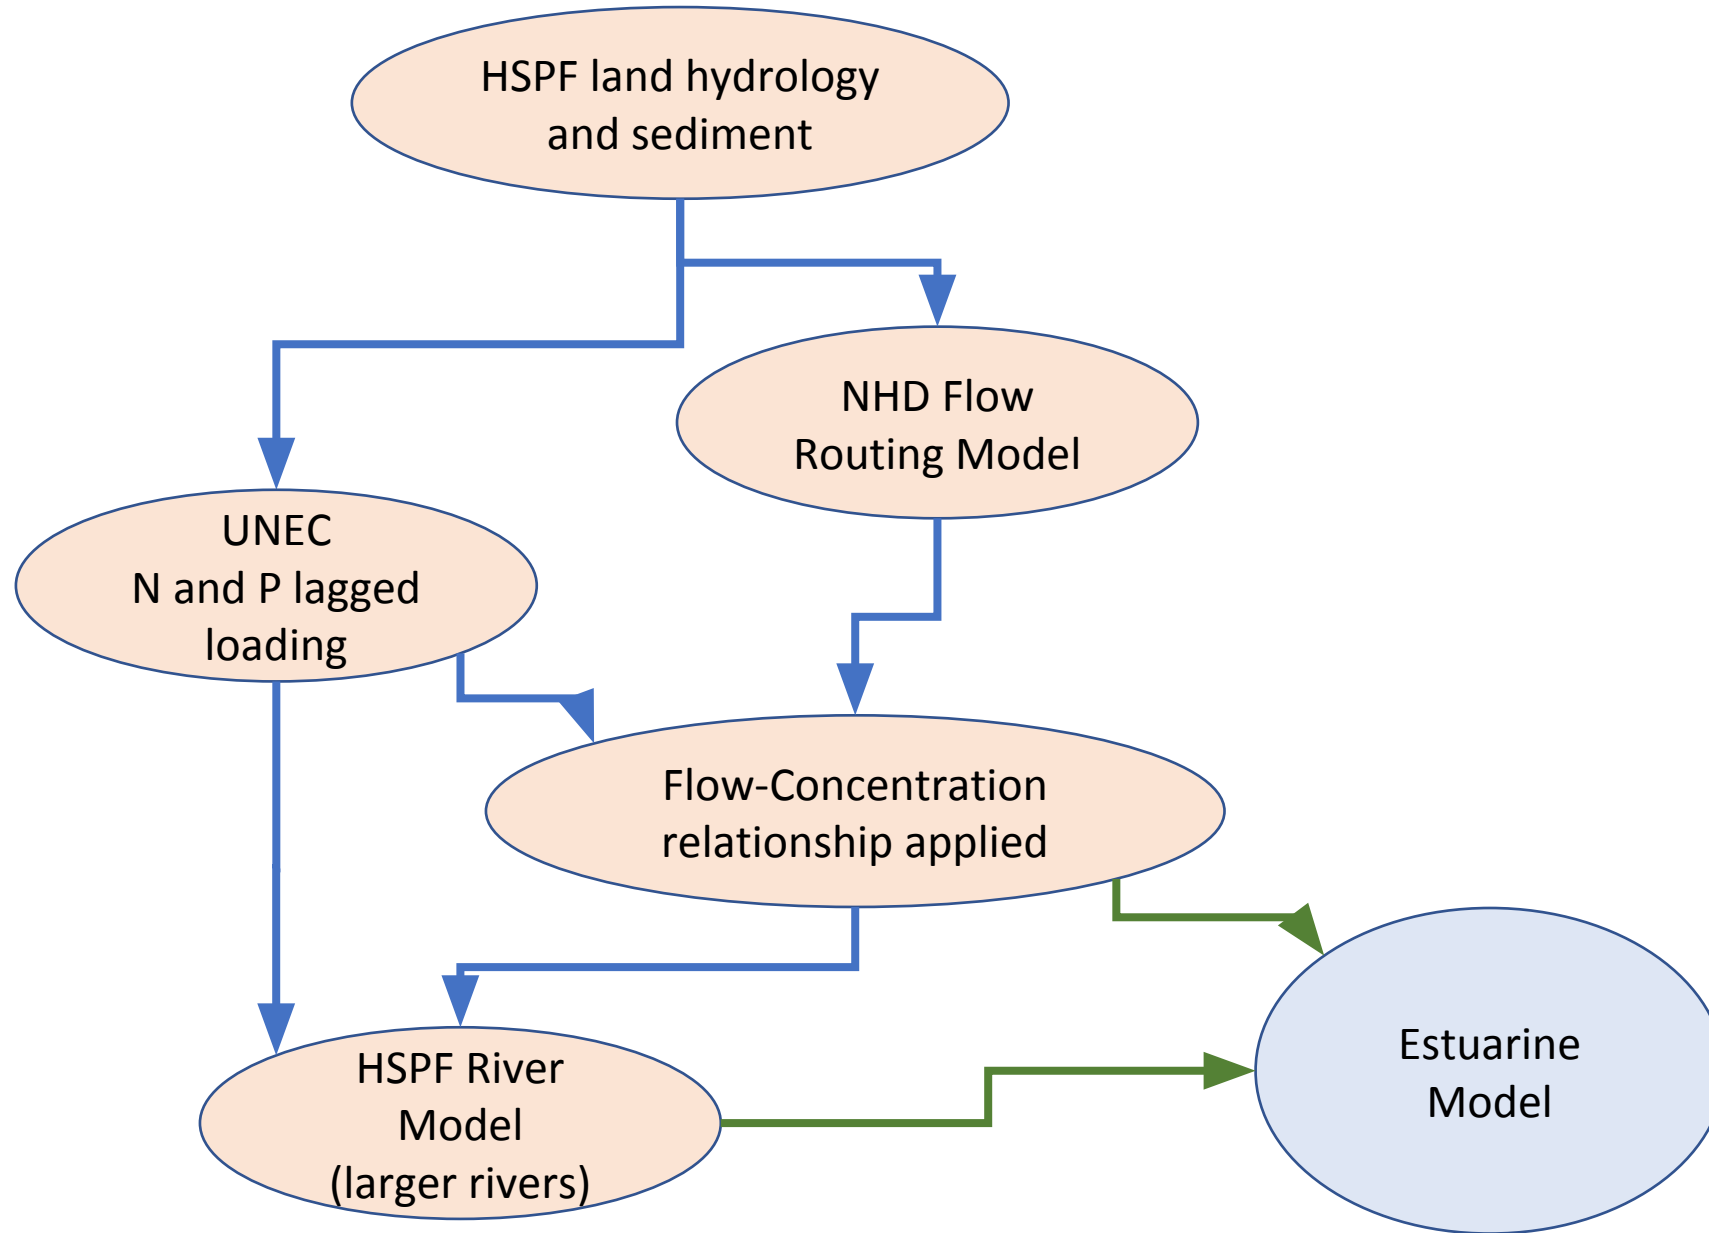 HSPF land hydrology
and sediment
NHD Flow
Routing Model
UNEC
N and P lagged
loading
Flow-Concentration
relationship applied
Estuarine
Model
HSPF River
Model
(larger rivers)